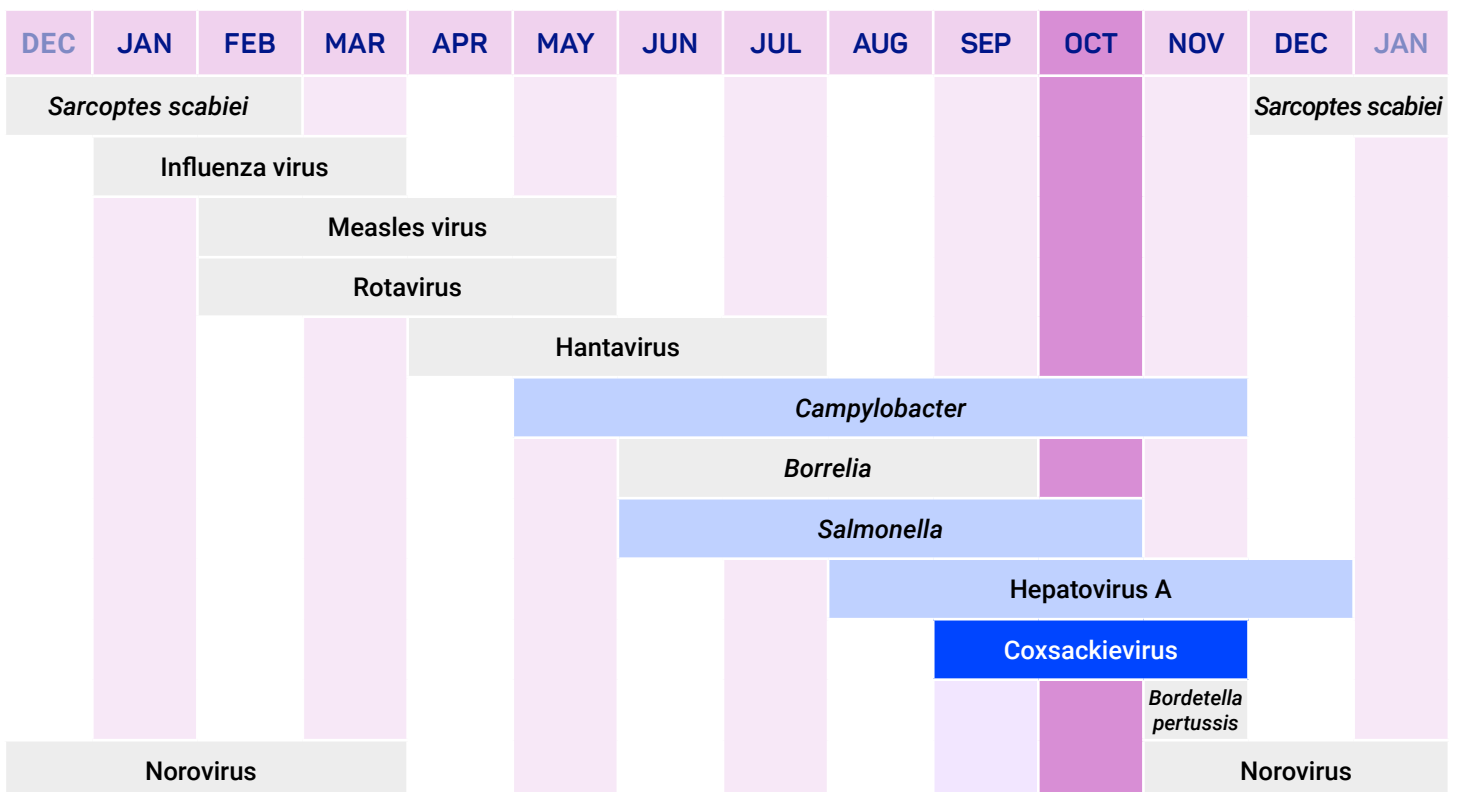 DEC JAN FEB MAR APR MAY JUN JUL AUG SEP OCT NOV DEC JAN
Sarcoptes scabiei Sarcoptes scabiei
Influenza virus
Measles virus
Rotavirus
Hantavirus
Campylobacter
Borrelia
Salmonella
Hepatovirus A
Coxsackievirus
Bordetella
pertussis
Norovirus Norovirus